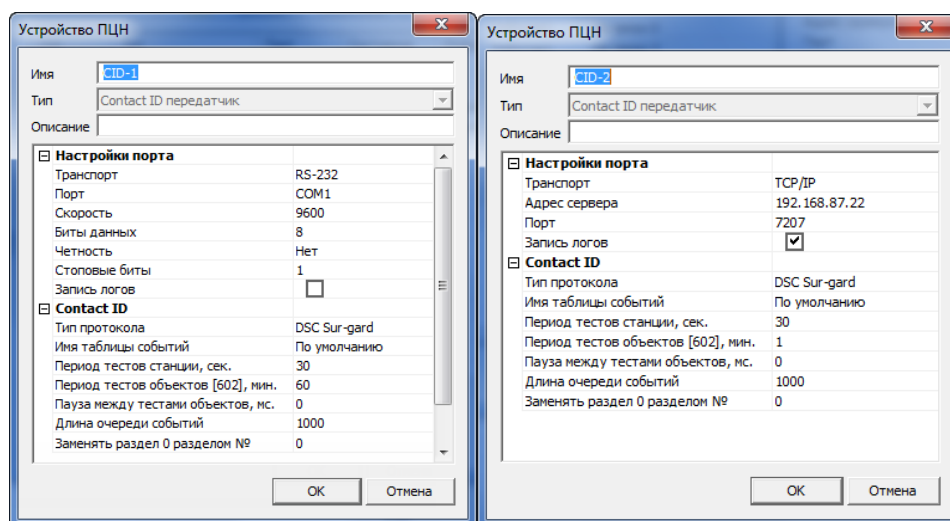 Устройство ПЦН
Имя CID-1
Тип Contact ID передатчик
Описание
Настройки порта
Транспорт RS-232
Порт COM1
Скорость 9600
Биты данных 8
Четность Нет
Стоповые биты 1
Запись логов
Contact ID
Тип протокола DSC Sur-gard
Имя таблицы событий По умолчанию
Период тестов станции, сек. 30
Период тестов объектов [602], мин. 60
Пауза между тестами объектов, мс. 0
Длина очереди событий 1000
Заменять раздел 0 разделом № 0
OK Отмена
Устройство ПЦН
Имя CID-2
Тип Contact ID передатчик
Описание
Настройки порта
Транспорт TCP/IP
Адрес сервера 192.168.87.22
Порт 7207
Запись логов
Contact ID
Тип протокола DSC Sur-gard
Имя таблицы событий По умолчанию
Период тестов станции, сек. 30
Период тестов объектов [602], мин. 1
Пауза между тестами объектов, мс. 0
Длина очереди событий 1000
Заменять раздел 0 разделом № 0
OK Отмена